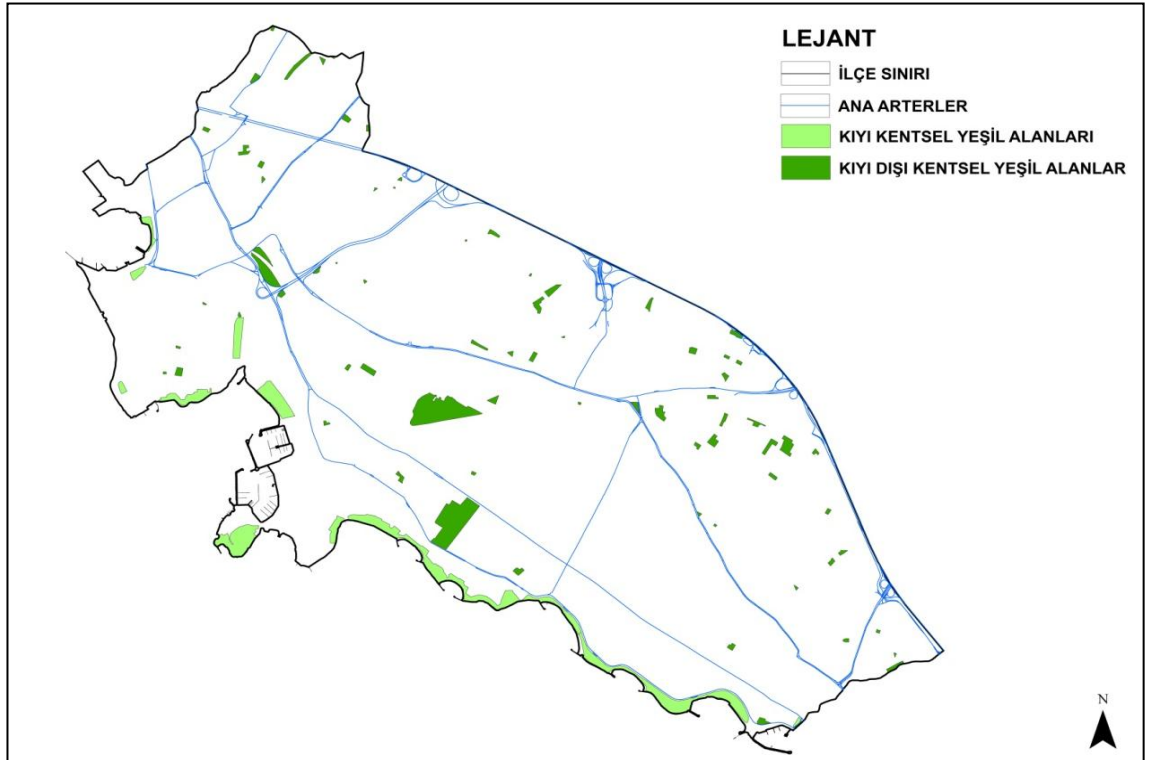 LEJANT
İLÇE SINIRI
ANA ARTERLER
KIYI KENTSEL YEŞİL ALANLARI
KIYI DIŞI KENTSEL YEŞİL ALANLAR
N